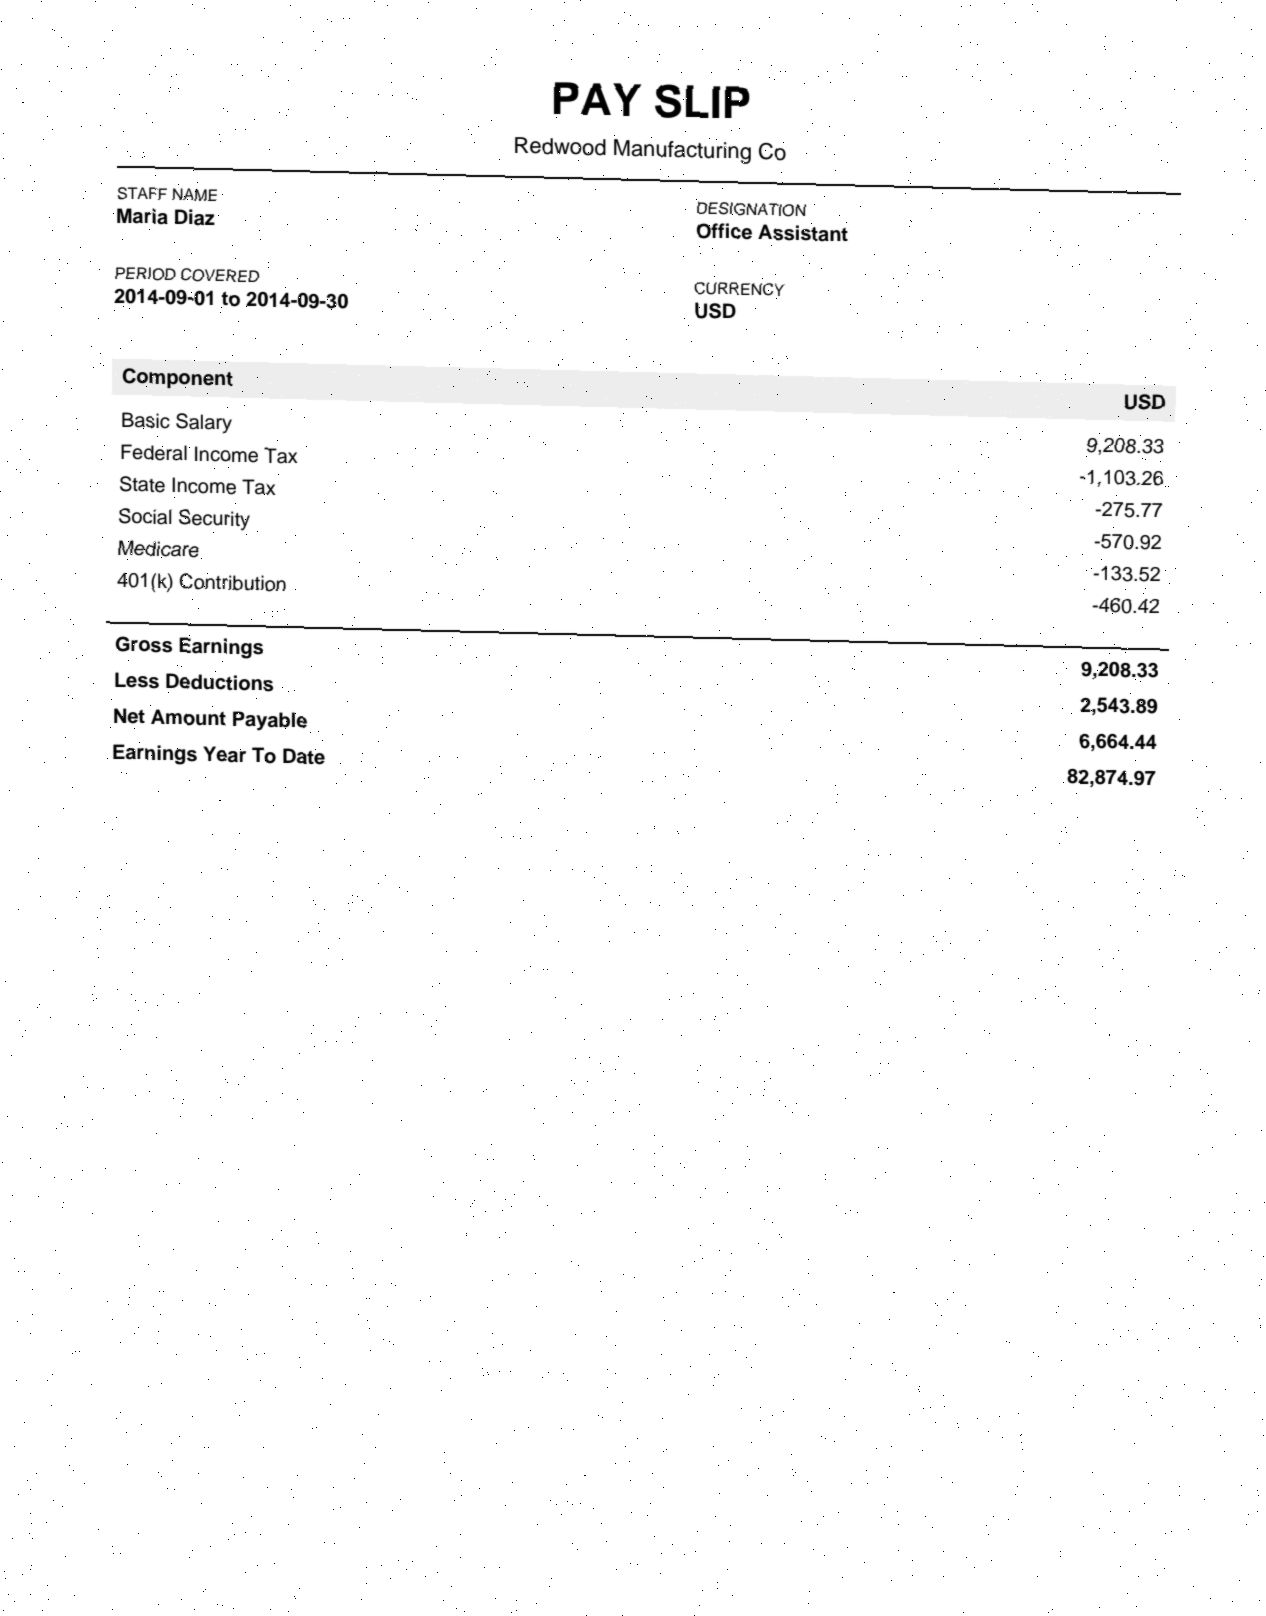 PAY SLIP
Redwood Manufacturing Co
STAFF NAME
Maria Diaz
DESIGNATION
Office Assistant
PERIOD COVERED
2014-09-01 to 2014-09-30
CURRENCY
USD
Component USD
Basic Salary 9,208.33
Federal Income Tax -1,103.26
State Income Tax -275.77
Social Security -570.92
Medicare -133.52
401(k) Contribution -460.42
Gross Earnings 9,208.33
Less Deductions 2,543.89
Net Amount Payable 6,664.44
Earnings Year To Date 82,874.97